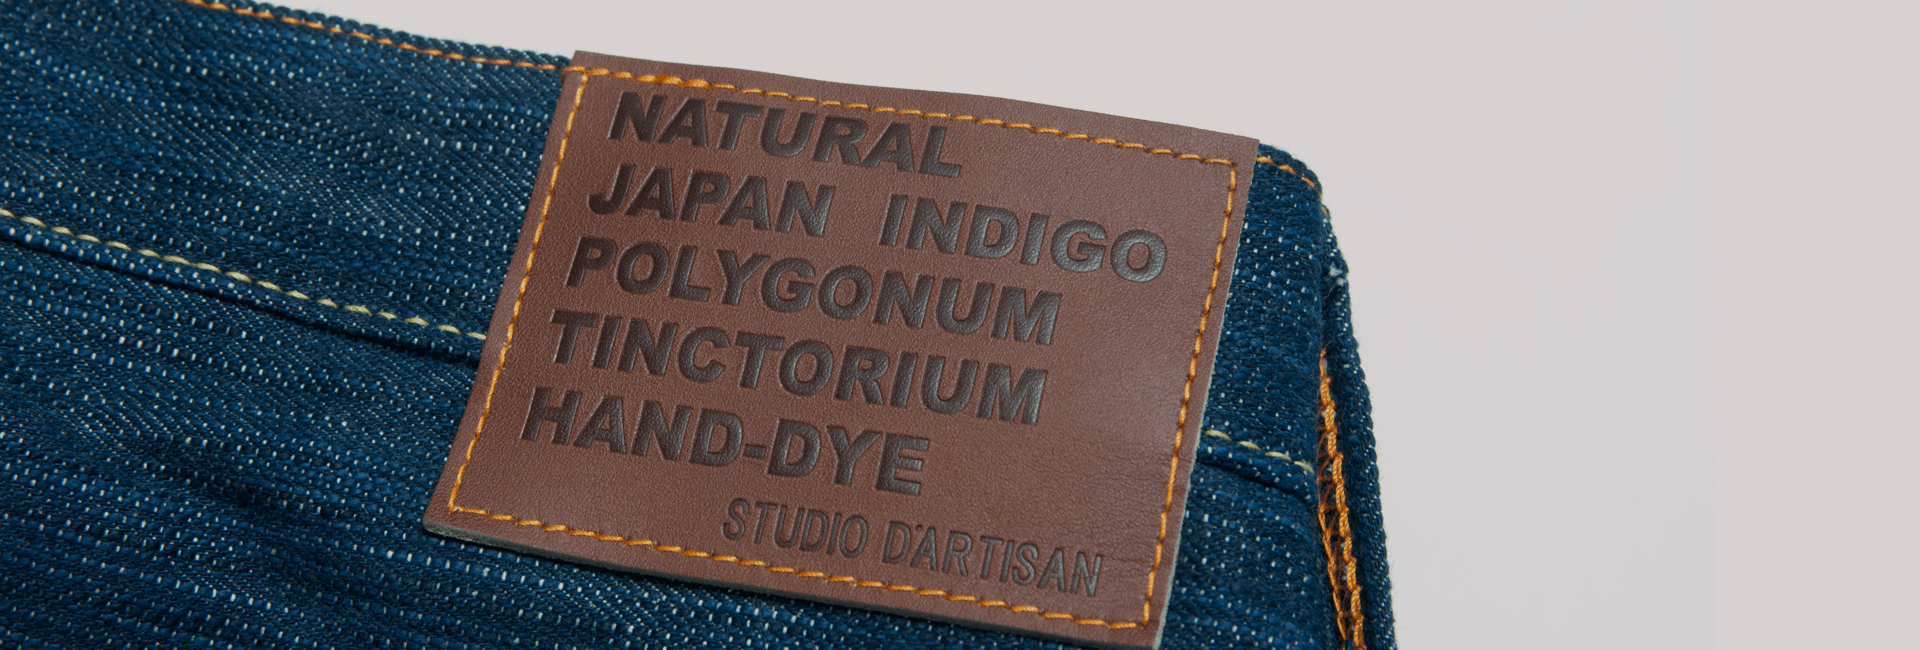 NATURAL
JAPAN INDIGO
POLYGONUM
TINCTORIUM
HAND-DYE
STUDIO D'ARTISAN